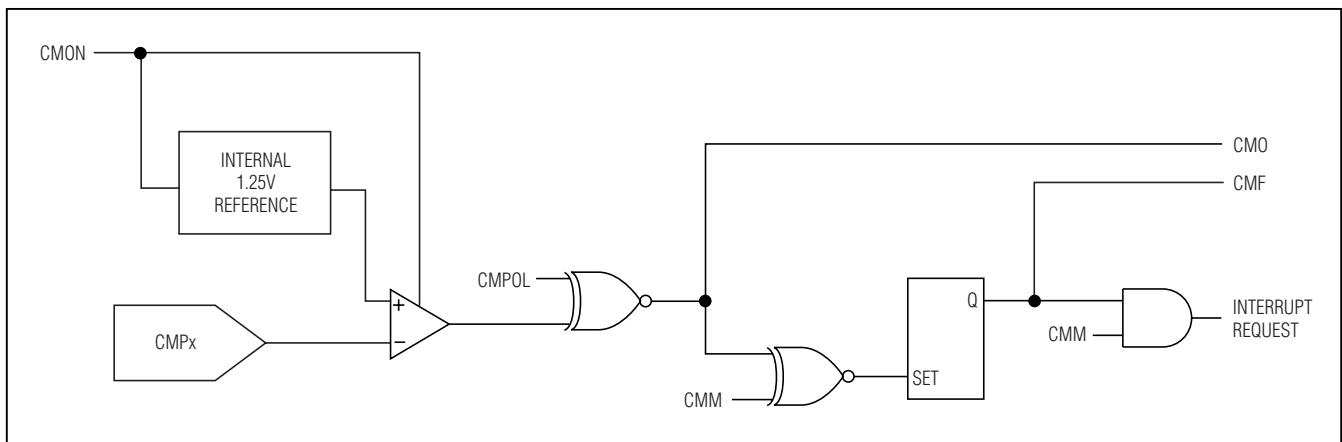 CMON
INTERNAL
1.25V
REFERENCE
CMPx
+
−
CMPOL
CMO
CMF
CMM
SET
Q
CMM
INTERRUPT
REQUEST